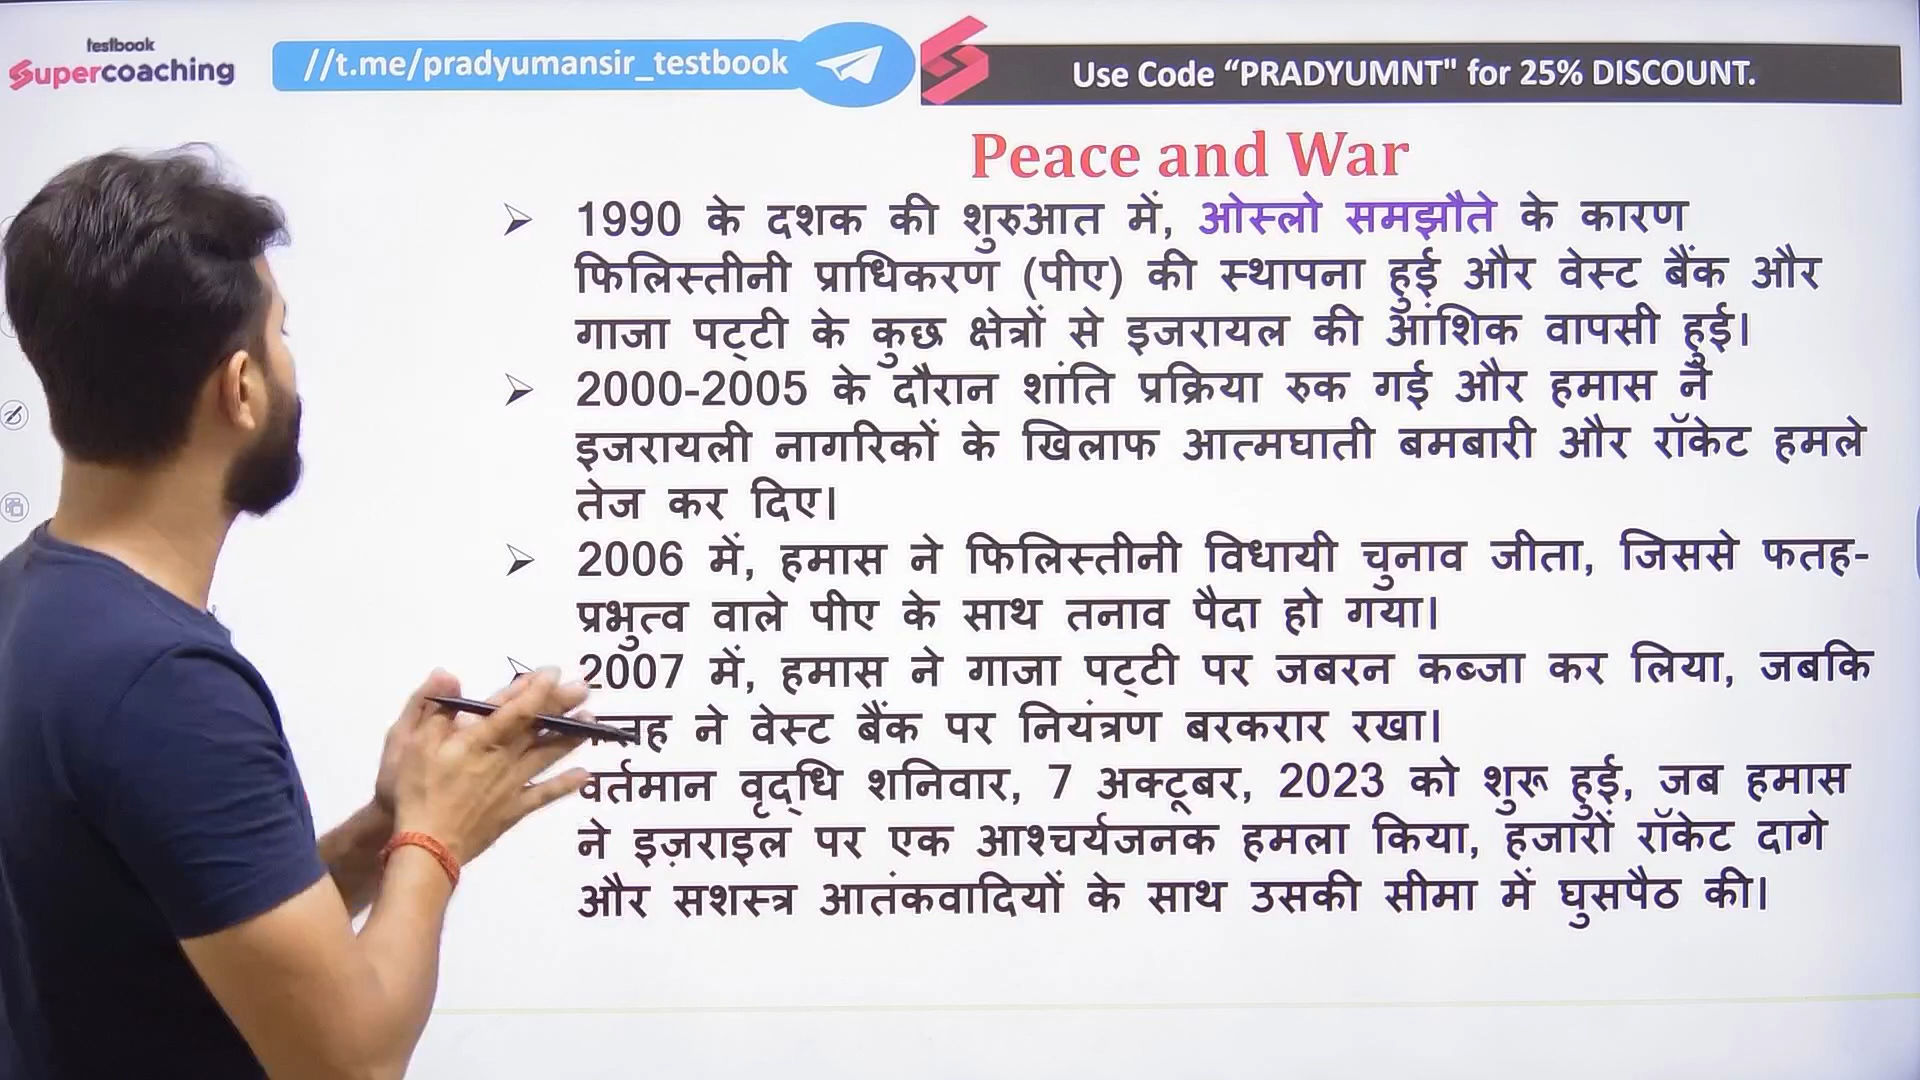 testbook
Supercoaching
//t.me/pradyumansir_testbook
Use Code “PRADYUMNT" for 25% DISCOUNT.
Peace and War
1990 के दशक की शुरुआत में, ओस्लो समझौते के कारण
फिलिस्तीनी प्राधिकरण (पीए) की स्थापना हुई और वेस्ट बैंक और
गाजा पट्टी के कुछ क्षेत्रों से इजरायल की आंशिक वापसी हुई।
2000-2005 के दौरान शांति प्रक्रिया रुक गई और हमास ने
इजरायली नागरिकों के खिलाफ आत्मघाती बमबारी और रॉकेट हमले
तेज कर दिए।
2006 में, हमास ने फिलिस्तीनी विधायी चुनाव जीता, जिससे फतह-
प्रभुत्व वाले पीए के साथ तनाव पैदा हो गया।
2007 में, हमास ने गाजा पट्टी पर जबरन कब्जा कर लिया, जबकि
ने वेस्ट बैंक पर नियंत्रण बरकरार रखा।
वर्तमान वृद्धि शनिवार, 7 अक्टूबर, 2023 को शुरू हुई, जब हमास
ने इज़राइल पर एक आश्चर्यजनक हमला किया, हजारों रॉकेट दागे
और सशस्त्र आतंकवादियों के साथ उसकी सीमा में घुसपैठ की।